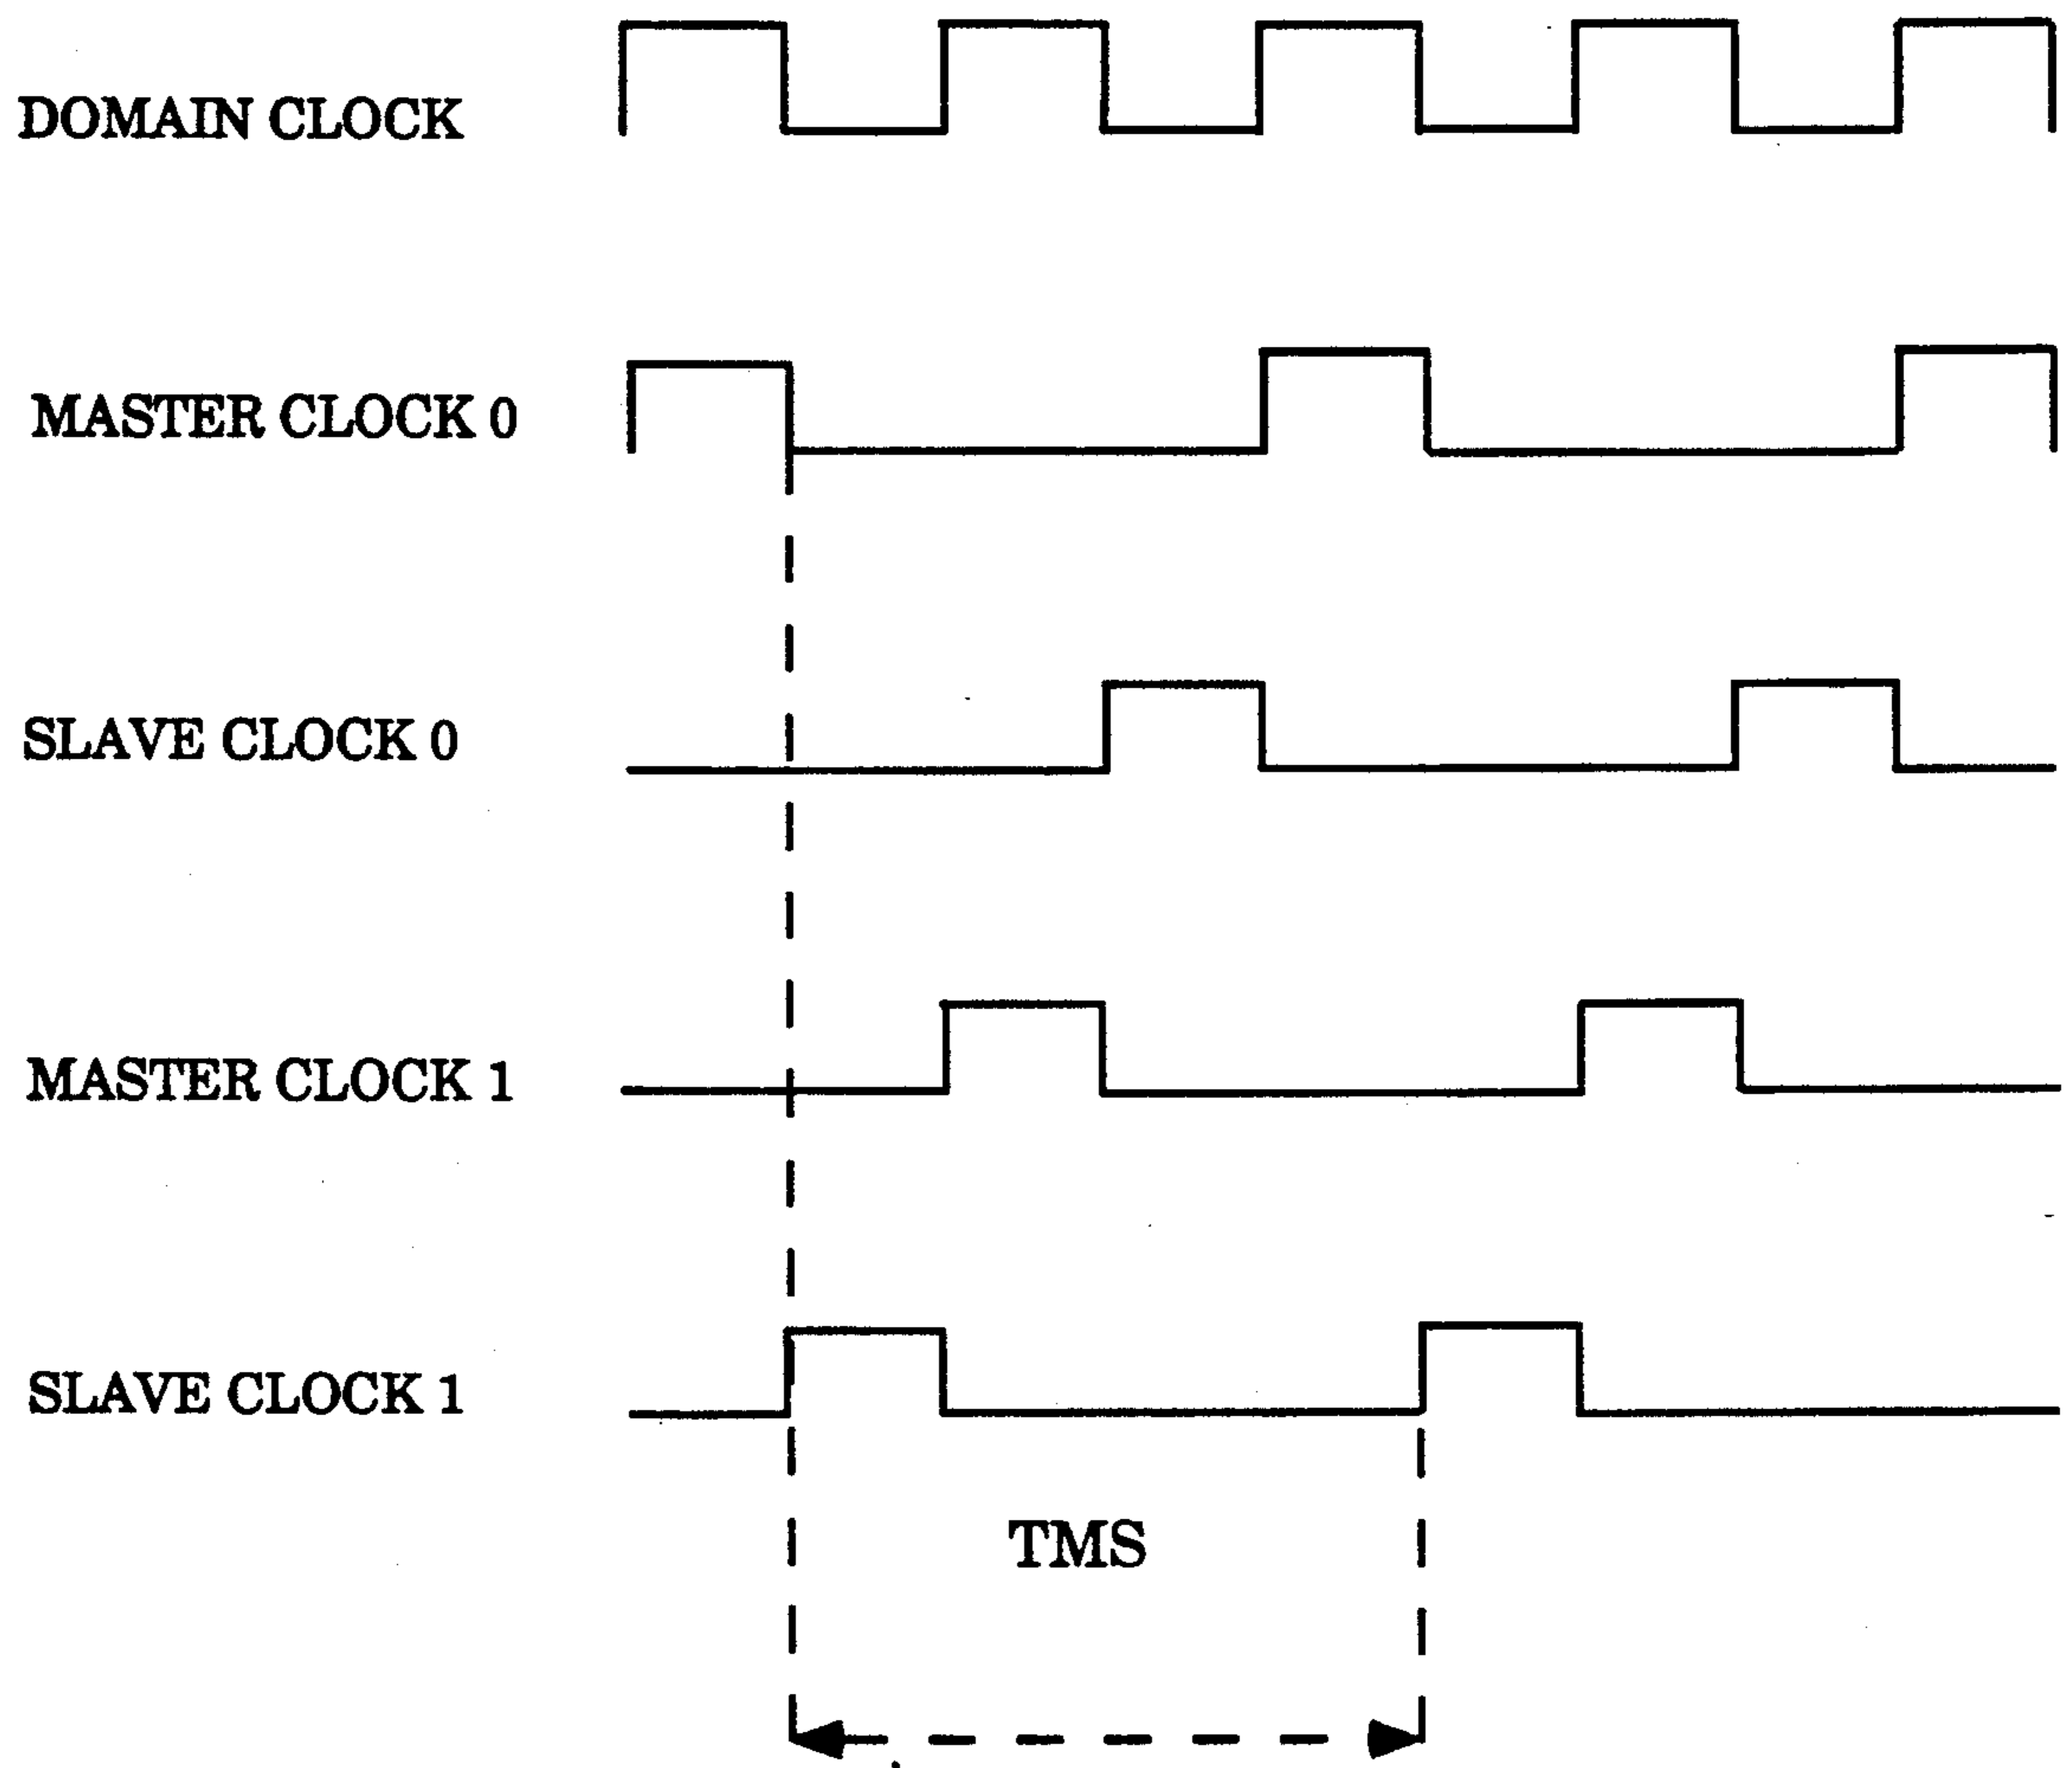 DOMAIN CLOCK
MASTER CLOCK 0
SLAVE CLOCK 0
MASTER CLOCK 1
SLAVE CLOCK 1
TMS